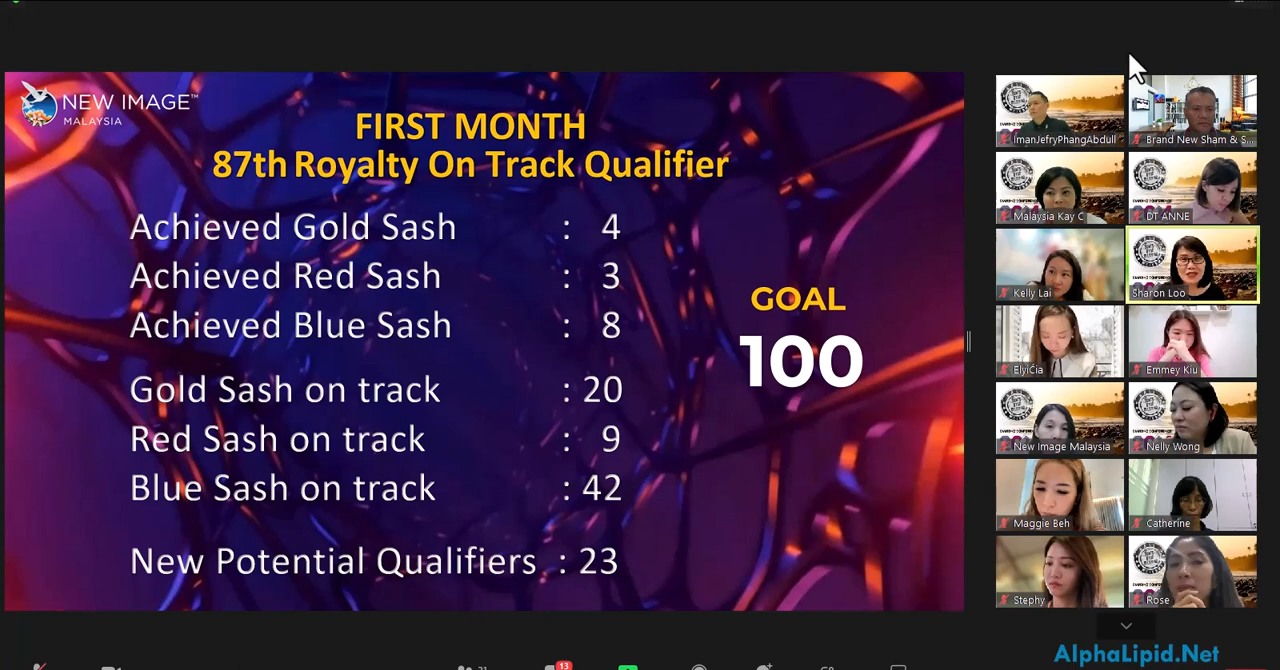 NEW IMAGE™
MALAYSIA
FIRST MONTH
87th Royalty On Track Qualifier
Achieved Gold Sash : 4
Achieved Red Sash : 3
Achieved Blue Sash : 8
Gold Sash on track : 20
Red Sash on track : 9
Blue Sash on track : 42
New Potential Qualifiers : 23
GOAL
100
ImanJefryPhangAbdull
Brand New Sham & S...
Malaysia Kay C
DT ANNE
Kelly Lai
Sharon Loo
ElyiCia
Emmey Kiu
New Image Malaysia
Nelly Wong
Maggie Beh
Catherine
Stephy
Rose
13
AlphaLipid.Net